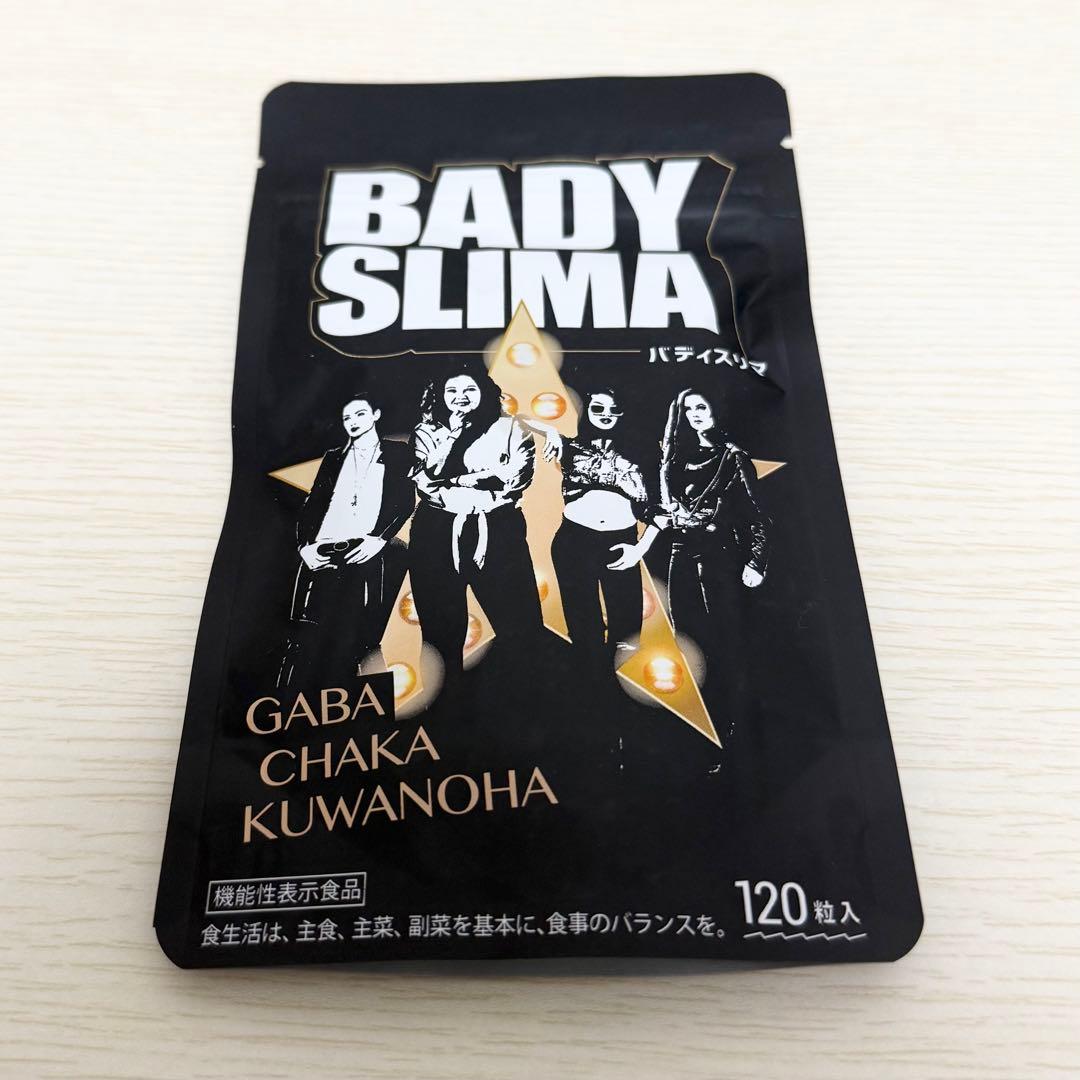 BADY
SLIMA
バディスリマ
GABA
CHAKA
KUWANOHA
機能性表示食品
食生活は、主食、主菜、副菜を基本に、食事のバランスを。
120粒入